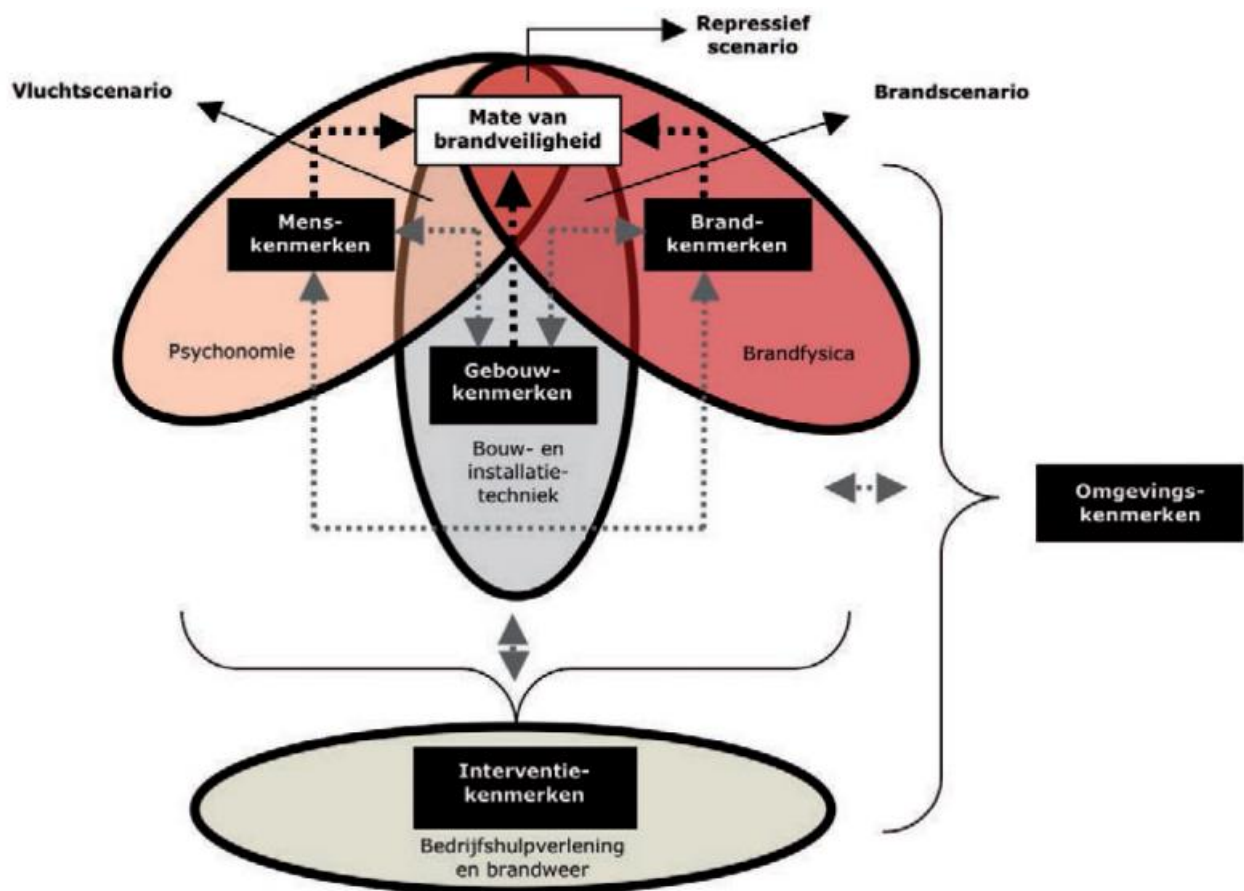 Repressief
scenario
Vluchtscenario
Brandscenario
Mate van
brandveiligheid
Mens-
kenmerken
Brand-
kenmerken
Psychonomie
Brandfysica
Gebouw-
kenmerken
Bouw- en
installatie-
techniek
Omgevings-
kenmerken
Interventie-
kenmerken
Bedrijfshulpverlening
en brandweer